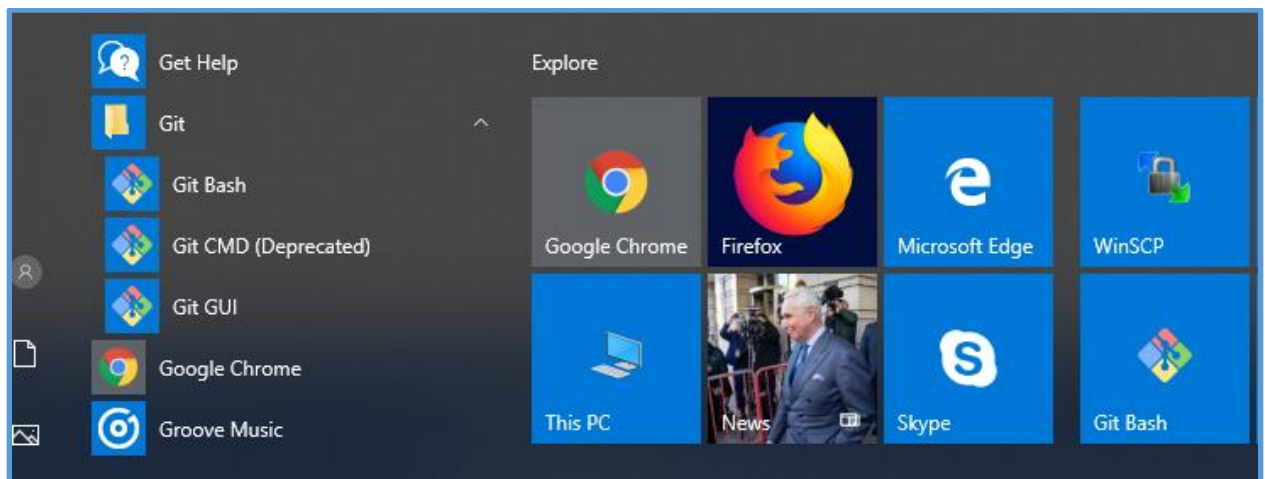 Get Help
Git
Git Bash
Git CMD (Deprecated)
Git GUI
Google Chrome
Groove Music
Explore
Google Chrome
Firefox
Microsoft Edge
WinSCP
This PC
News
Skype
Git Bash